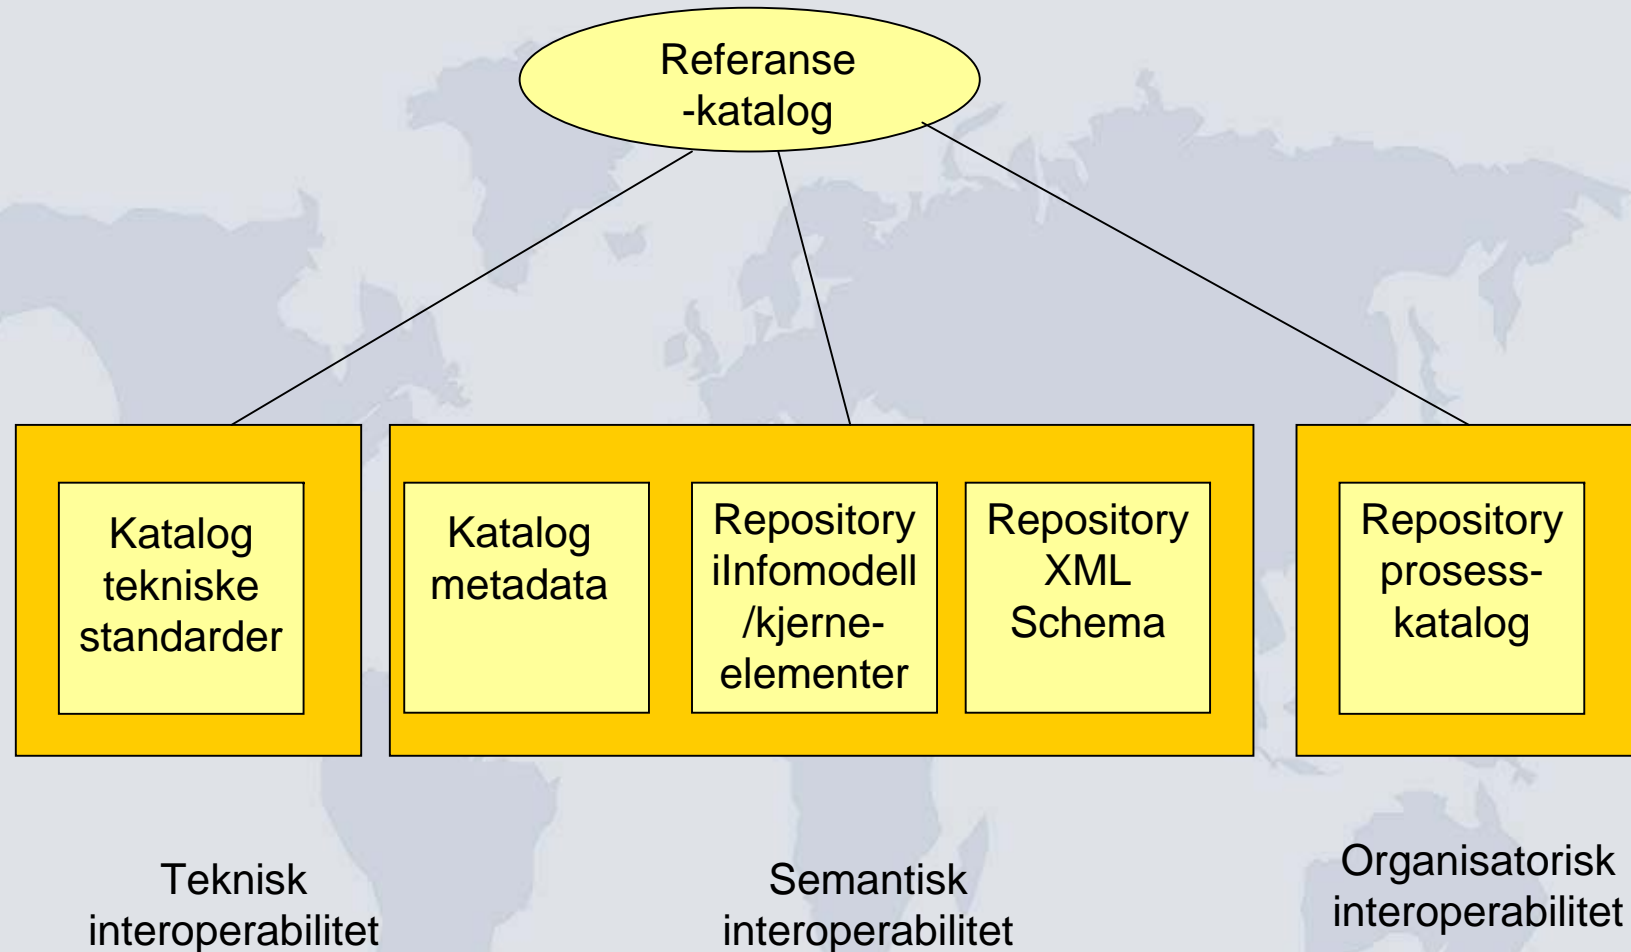 Referanse
-katalog
Katalog
tekniske
standarder
Katalog
metadata
Repository
iInfomodell
/kjerne-
elementer
Repository
XML
Schema
Repository
prosess-
katalog
Teknisk
interoperabilitet
Semantisk
interoperabilitet
Organisatorisk
interoperabilitet